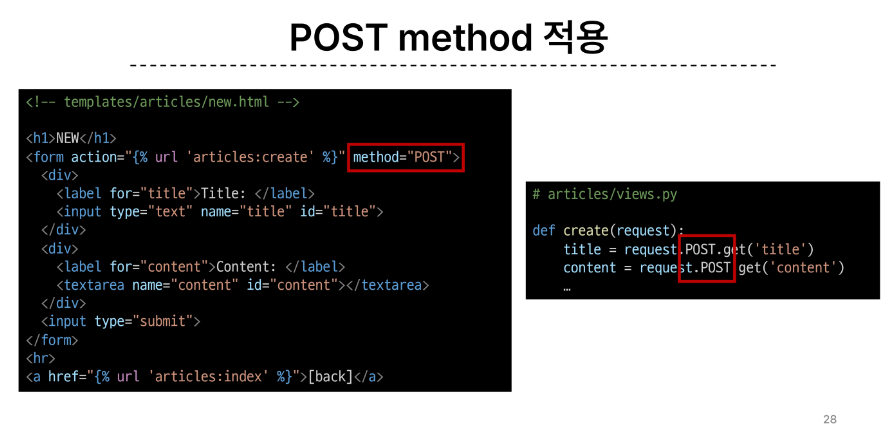 POST method 적용
<!-- templates/articles/new.html -->
<h1>NEW</h1>
<form action="{% url 'articles:create' %}" method="POST">
  <div>
    <label for="title">Title: </label>
    <input type="text" name="title" id="title">
  </div>
  <div>
    <label for="content">Content: </label>
    <textarea name="content" id="content"></textarea>
  </div>
  <input type="submit">
</form>
<hr>
<a href="{% url 'articles:index' %}">[back]</a>
# articles/views.py
def create(request):
    title = request.POST.get('title')
    content = request.POST.get('content')
    …
28